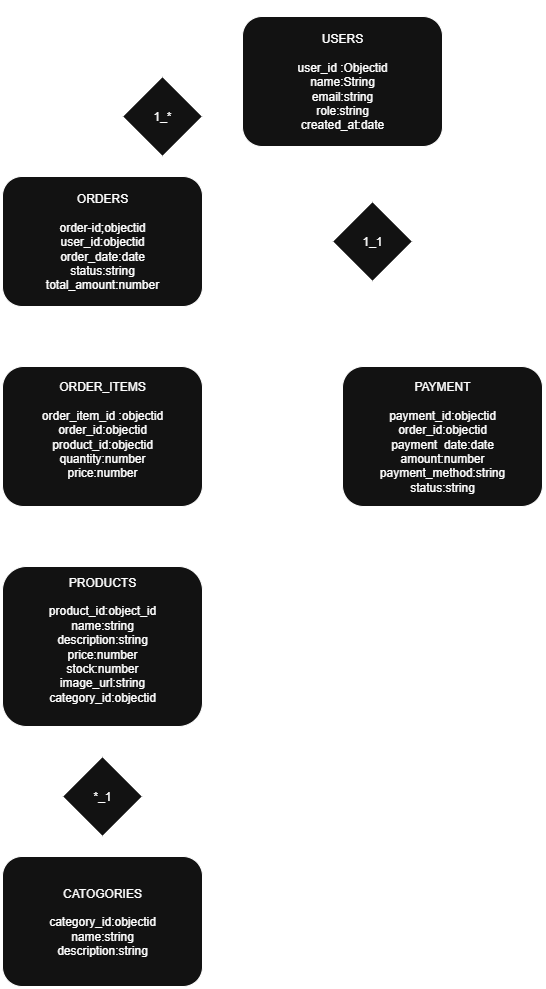 USERS
user_id :Objectid
name:String
email:string
role:string
created_at:date
1_*
ORDERS
order-id;objectid
user_id:objectid
order_date:date
status:string
total_amount:number
1_1
ORDER_ITEMS
order_item_id :objectid
order_id:objectid
product_id:objectid
quantity:number
price:number
PAYMENT
payment_id:objectid
order_id:objectid
payment_date:date
amount:number
payment_method:string
status:string
PRODUCTS
product_id:object_id
name:string
description:string
price:number
stock:number
image_url:string
category_id:objectid
*_1
CATOGORIES
category_id:objectid
name:string
description:string